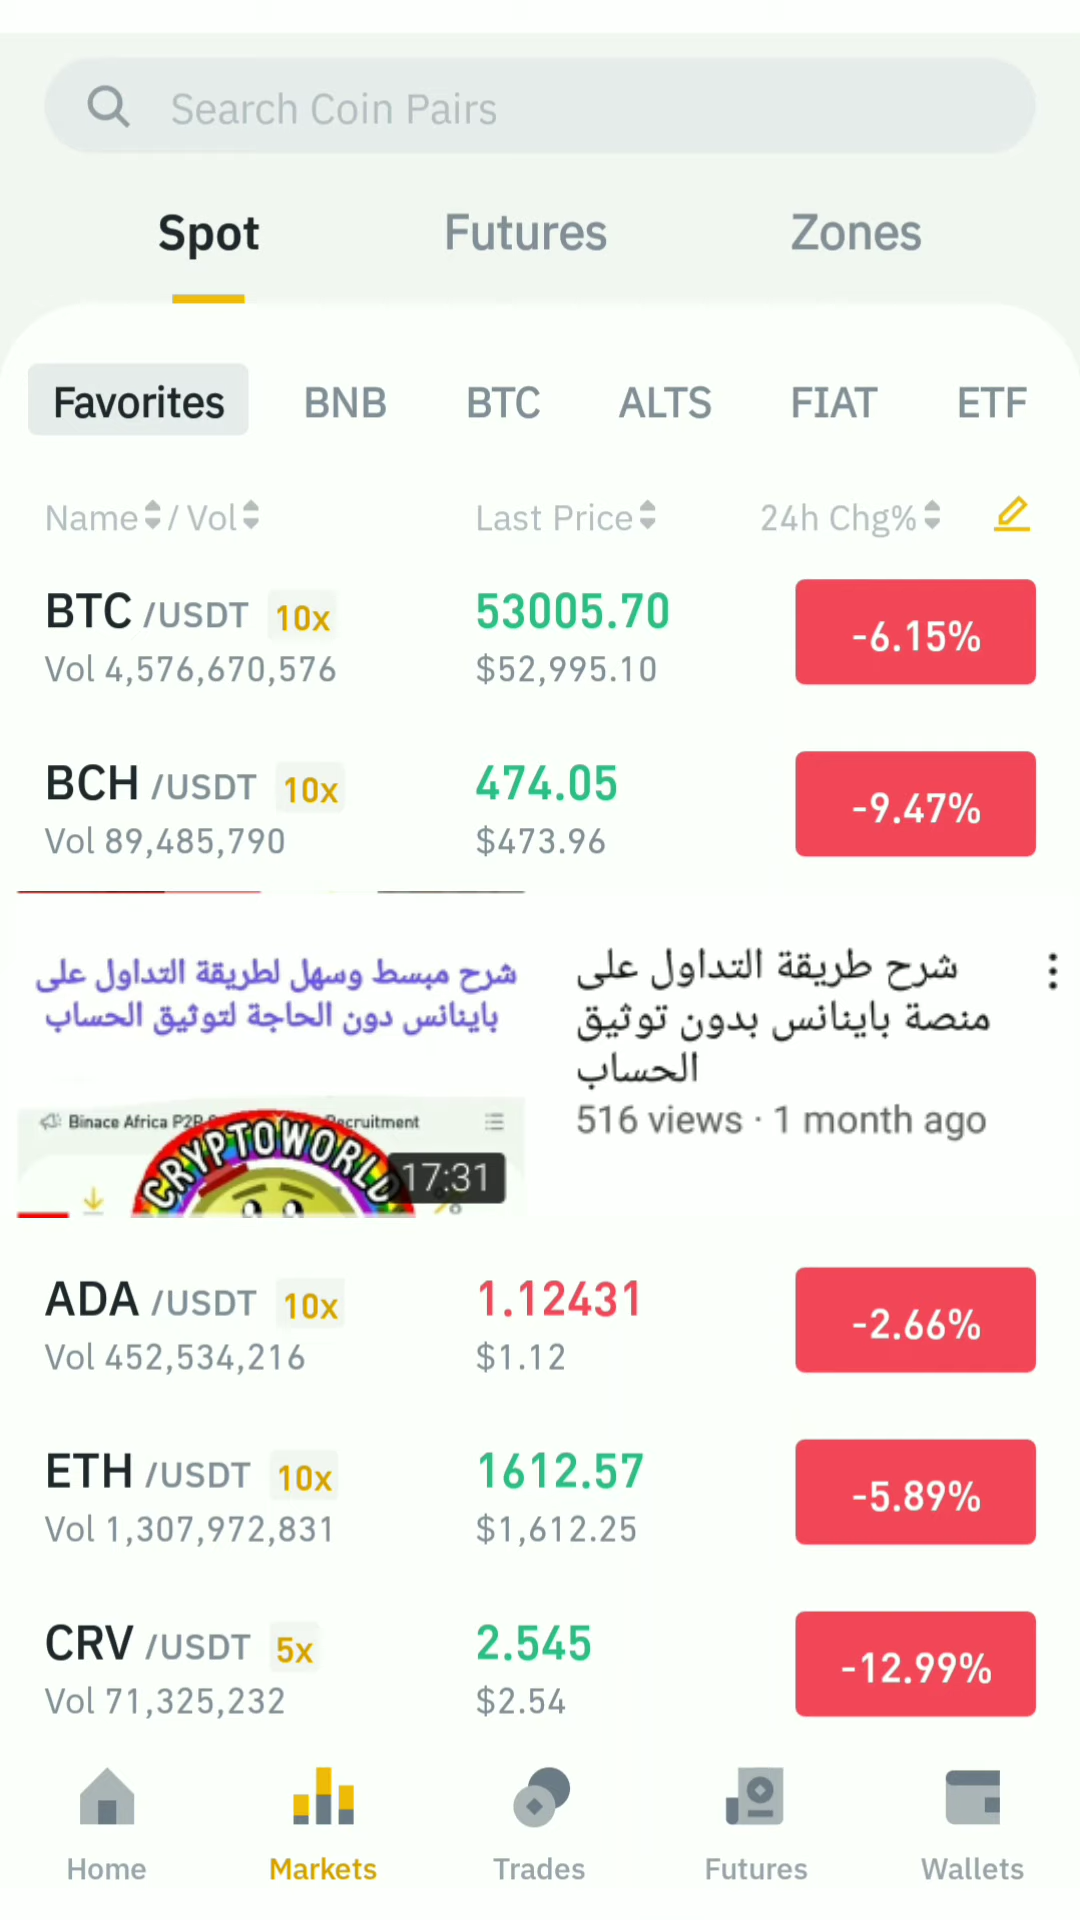 Search Coin Pairs
Spot Futures Zones
Favorites BNB BTC ALTS FIAT ETF
Name / Vol Last Price 24h Chg%
BTC /USDT 10x 53005.70 -6.15%
Vol 4,576,670,576 $52,995.10
BCH /USDT 10x 474.05 -9.47%
Vol 89,485,790 $473.96
شرح مبسط وسهل لطريقة التداول على
باينانس دون الحاجة لتوثيق الحساب
Binace Africa P2P Recruitment
CRYPTOWORLD
17:31
شرح طريقة التداول على
منصة باينانس بدون توثيق
الحساب
516 views · 1 month ago
ADA /USDT 10x 1.12431 -2.66%
Vol 452,534,216 $1.12
ETH /USDT 10x 1612.57 -5.89%
Vol 1,307,972,831 $1,612.25
CRV /USDT 5x 2.545 -12.99%
Vol 71,325,232 $2.54
Home Markets Trades Futures Wallets